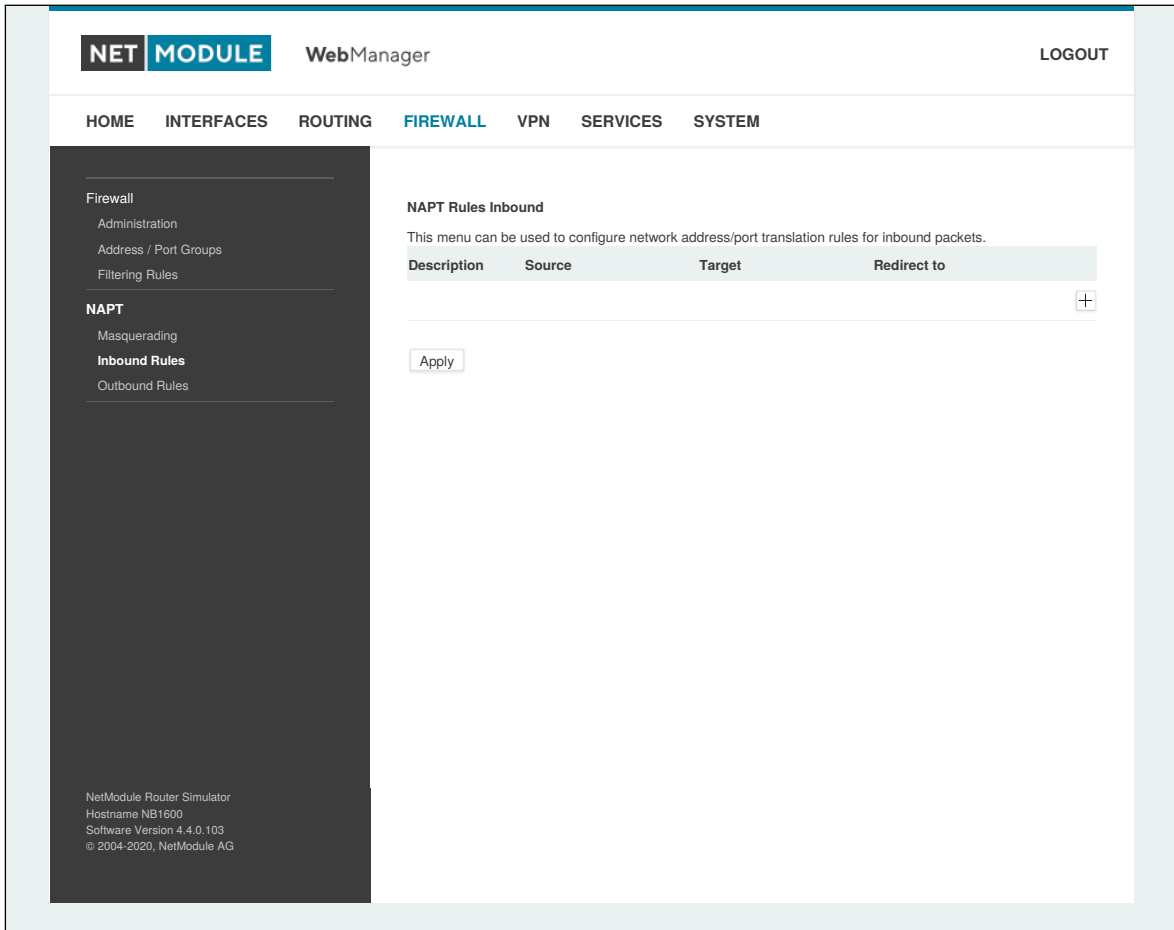 NET MODULE WebManager LOGOUT
HOME INTERFACES ROUTING FIREWALL VPN SERVICES SYSTEM
Firewall
Administration
Address / Port Groups
Filtering Rules
NAPT
Masquerading
Inbound Rules
Outbound Rules
NetModule Router Simulator
Hostname NB1600
Software Version 4.4.0.103
© 2004-2020, NetModule AG
NAPT Rules Inbound
This menu can be used to configure network address/port translation rules for inbound packets.
Description Source Target Redirect to
Apply